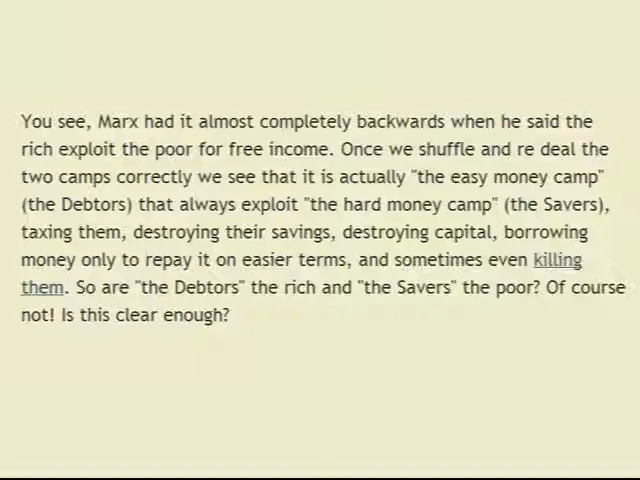 You see, Marx had it almost completely backwards when he said the
rich exploit the poor for free income. Once we shuffle and re deal the
two camps correctly we see that it is actually "the easy money camp"
(the Debtors) that always exploit "the hard money camp" (the Savers),
taxing them, destroying their savings, destroying capital, borrowing
money only to repay it on easier terms, and sometimes even killing
them. So are "the Debtors" the rich and "the Savers" the poor? Of course
not! Is this clear enough?